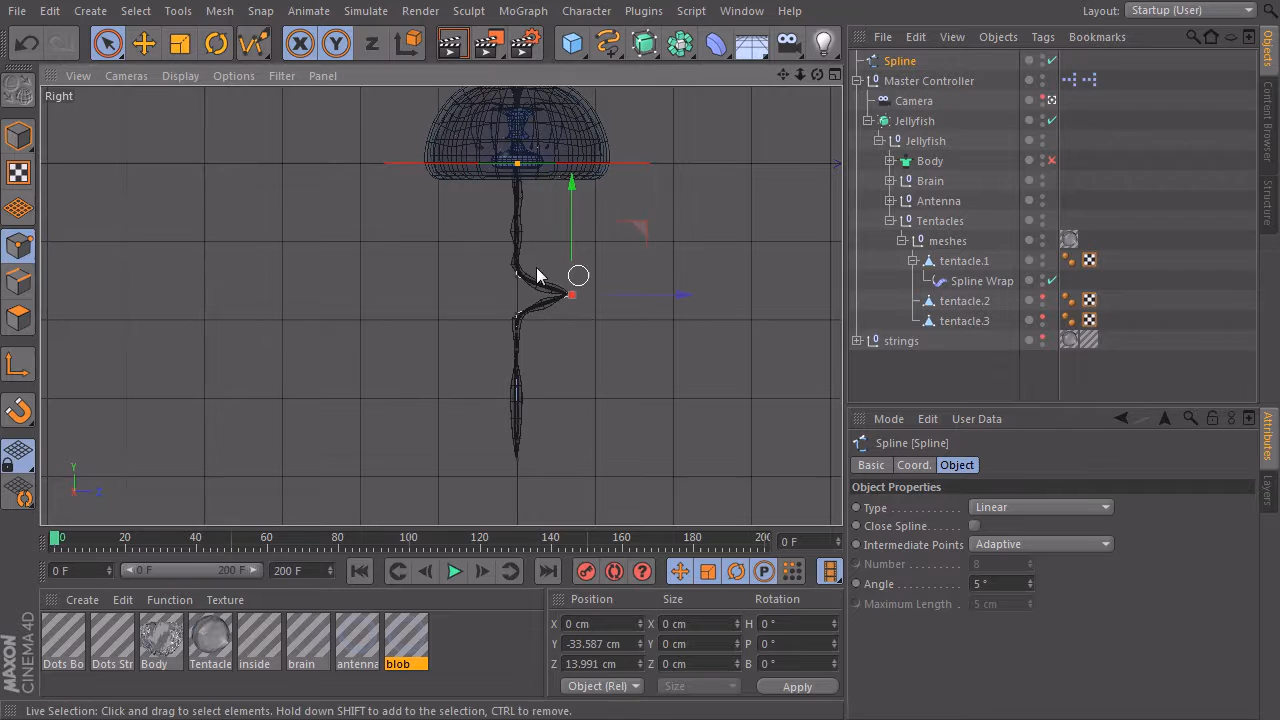 File Edit Create Select Tools Mesh Snap Animate Simulate Render Sculpt MoGraph Character Plugins Script Window Help
Layout: Startup (User)
View Cameras Display Options Filter Panel
Right
Y
X
Z
0 20 40 60 80 100 120 140 160 180 20
0 F
0 F
0 F
200 F
200 F
Create Edit Function Texture
Dots Bo Dots Str Body Tentacle inside brain antenna blob
Position Size Rotation
X 0 cm X 0 cm H 0 °
Y -33.587 cm Y 0 cm P 0 °
Z 13.991 cm Z 0 cm B 0 °
Object (Rel) Size Apply
Live Selection: Click and drag to select elements. Hold down SHIFT to add to the selection, CTRL to remove.
MAXON CINEMA 4D
File Edit View Objects Tags Bookmarks
Spline
Master Controller
Camera
Jellyfish
Jellyfish
Body
Brain
Antenna
Tentacles
meshes
tentacle.1
Spline Wrap
tentacle.2
tentacle.3
strings
Mode Edit User Data
Spline [Spline]
Basic Coord. Object
Object Properties
Type Linear
Close Spline
Intermediate Points Adaptive
Number 8
Angle 5 °
Maximum Length 5 cm
Objects
Content Browser
Structure
Attributes
Layers